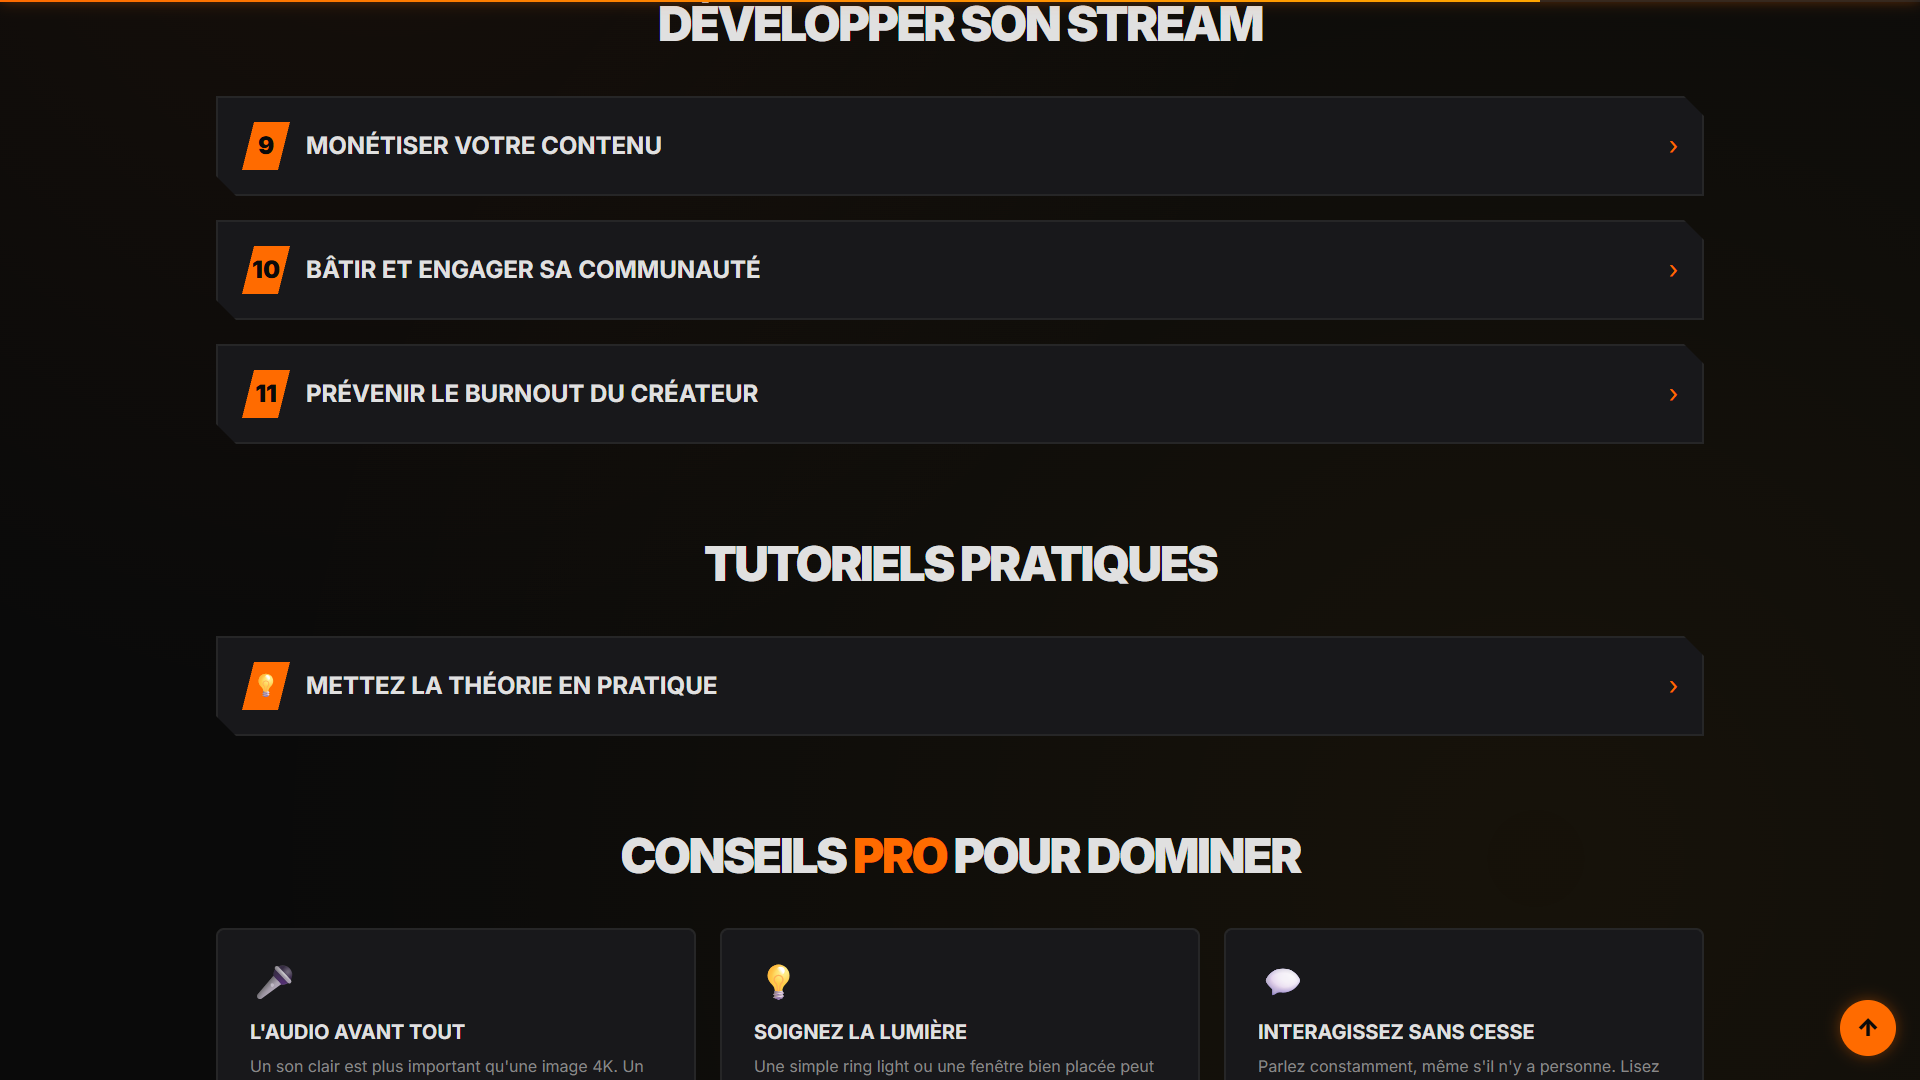 DÉVELOPPER SON STREAM
9 MONÉTISER VOTRE CONTENU
10 BÂTIR ET ENGAGER SA COMMUNAUTÉ
11 PRÉVENIR LE BURNOUT DU CRÉATEUR
TUTORIELS PRATIQUES
METTEZ LA THÉORIE EN PRATIQUE
CONSEILS PRO POUR DOMINER
L'AUDIO AVANT TOUT
Un son clair est plus important qu'une image 4K. Un
SOIGNEZ LA LUMIÈRE
Une simple ring light ou une fenêtre bien placée peut
INTERAGISSEZ SANS CESSE
Parlez constamment, même s'il n'y a personne. Lisez